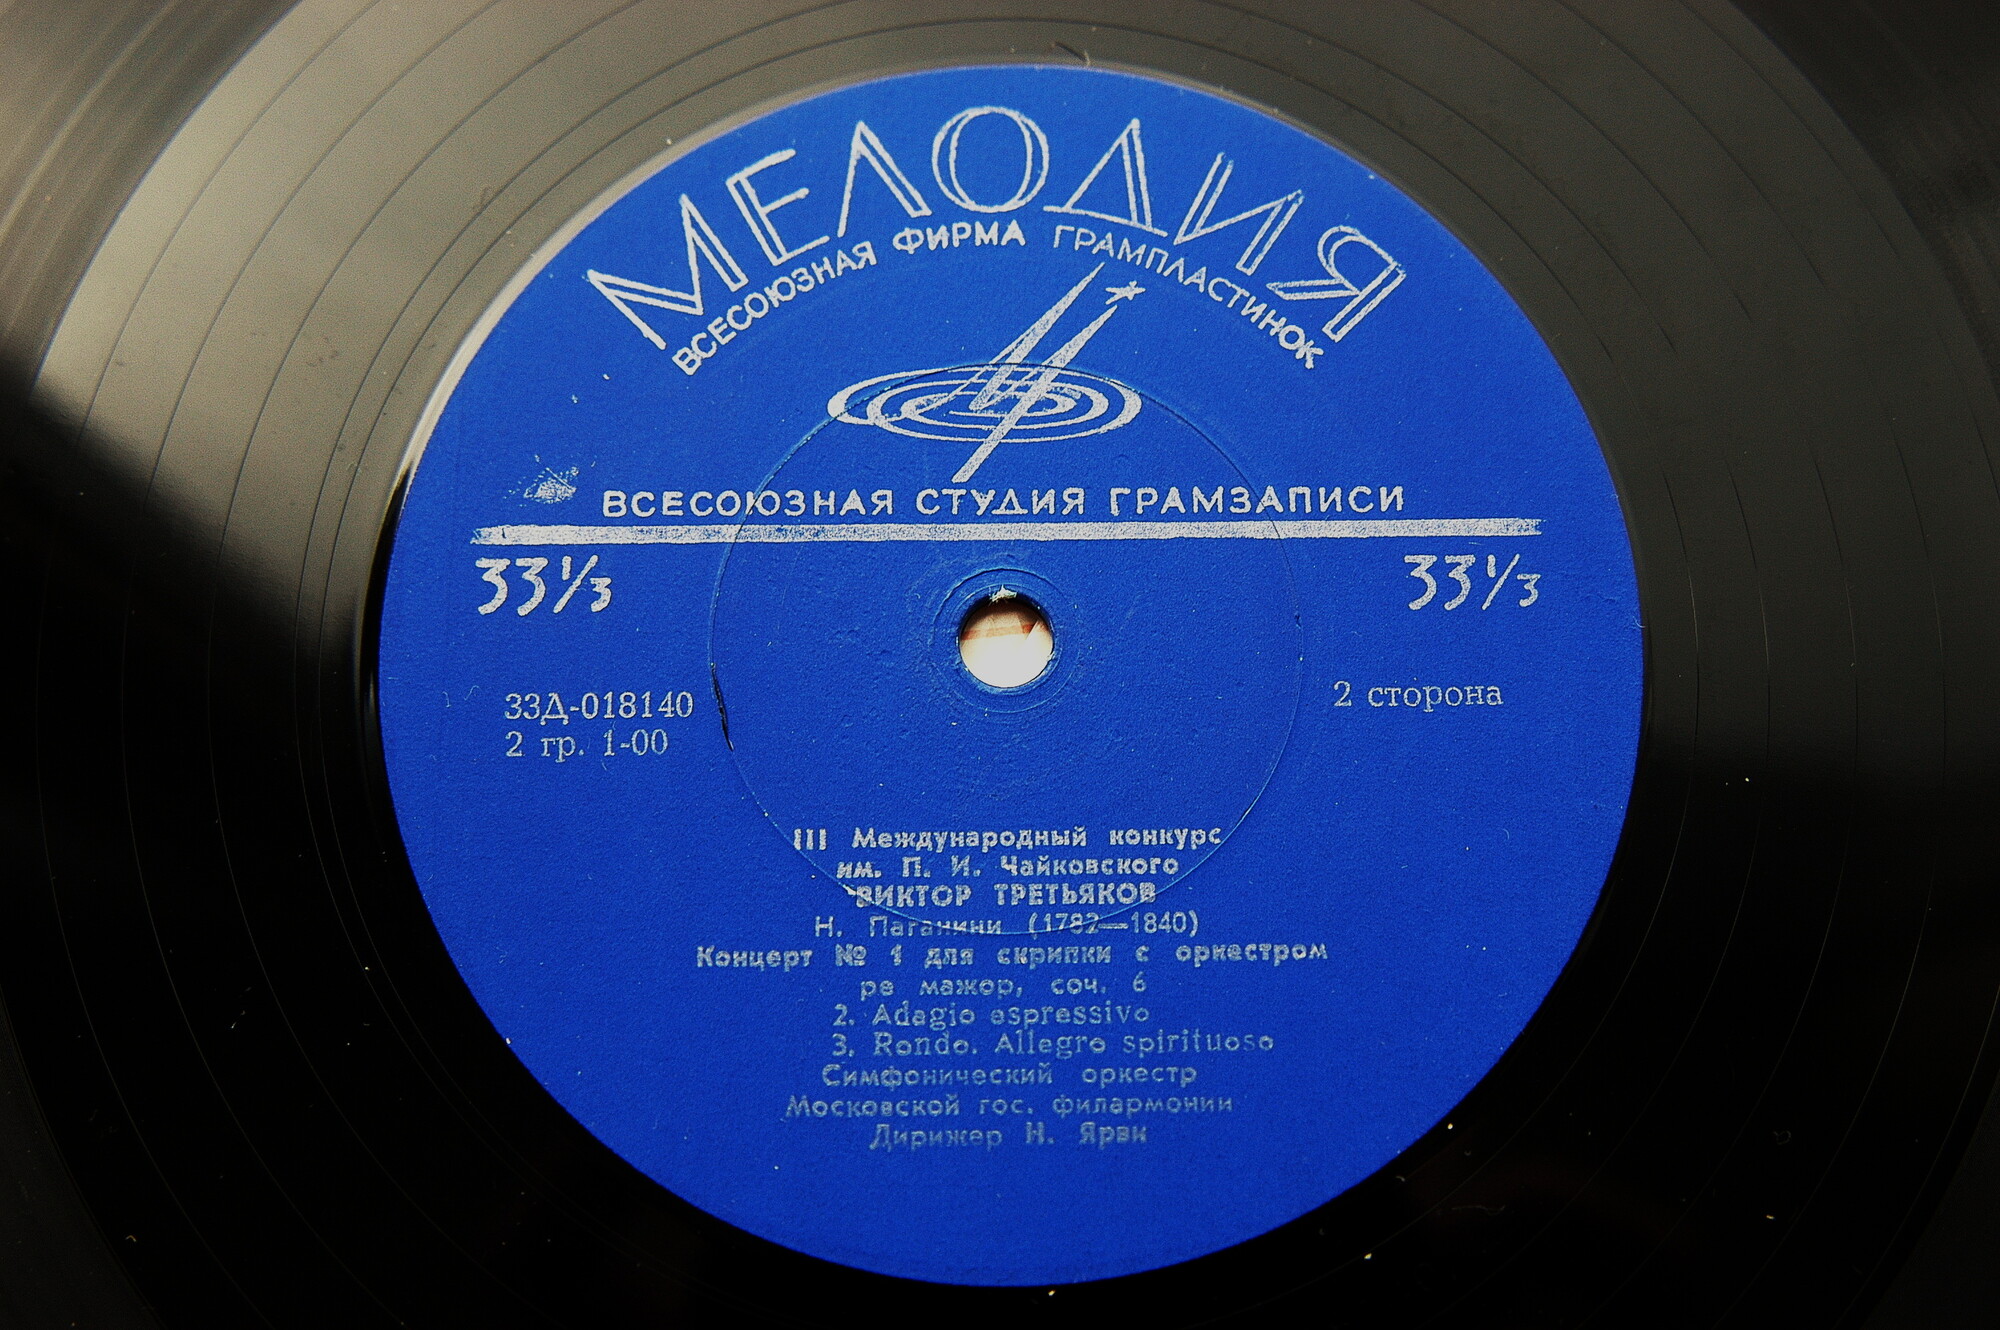 МЕЛОДИЯ
ВСЕСОЮЗНАЯ ФИРМА ГРАМПЛАСТИНОК
ВСЕСОЮЗНАЯ СТУДИЯ ГРАМЗАПИСИ
33⅓ 33⅓
33Д-018140 2 сторона
2 гр. 1-00
III Международный конкурс
им. П. И. Чайковского
ВИКТОР ТРЕТЬЯКОВ
Н. Паганини (1782—1840)
Концерт № 1 для скрипки с оркестром
ре мажор, соч. 6
2. Adagio espressivo
3. Rondo. Allegro spirituoso
Симфонический оркестр
Московской гос. филармонии
Дирижер Н. Ярви